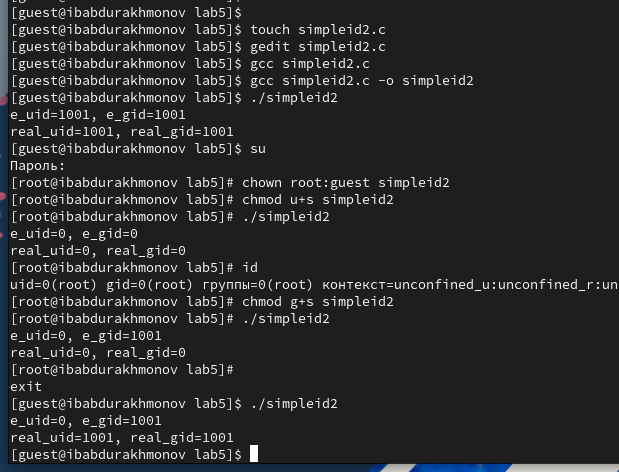 [guest@ibabdurakhmonov lab5]$
[guest@ibabdurakhmonov lab5]$ touch simpleid2.c
[guest@ibabdurakhmonov lab5]$ gedit simpleid2.c
[guest@ibabdurakhmonov lab5]$ gcc simpleid2.c
[guest@ibabdurakhmonov lab5]$ gcc simpleid2.c -o simpleid2
[guest@ibabdurakhmonov lab5]$ ./simpleid2
e_uid=1001, e_gid=1001
real_uid=1001, real_gid=1001
[guest@ibabdurakhmonov lab5]$ su
Пароль:
[root@ibabdurakhmonov lab5]# chown root:guest simpleid2
[root@ibabdurakhmonov lab5]# chmod u+s simpleid2
[root@ibabdurakhmonov lab5]# ./simpleid2
e_uid=0, e_gid=0
real_uid=0, real_gid=0
[root@ibabdurakhmonov lab5]# id
uid=0(root) gid=0(root) группы=0(root) контекст=unconfined_u:unconfined_r:un
[root@ibabdurakhmonov lab5]# chmod g+s simpleid2
[root@ibabdurakhmonov lab5]# ./simpleid2
e_uid=0, e_gid=1001
real_uid=0, real_gid=0
[root@ibabdurakhmonov lab5]#
exit
[guest@ibabdurakhmonov lab5]$ ./simpleid2
e_uid=0, e_gid=1001
real_uid=1001, real_gid=1001
[guest@ibabdurakhmonov lab5]$